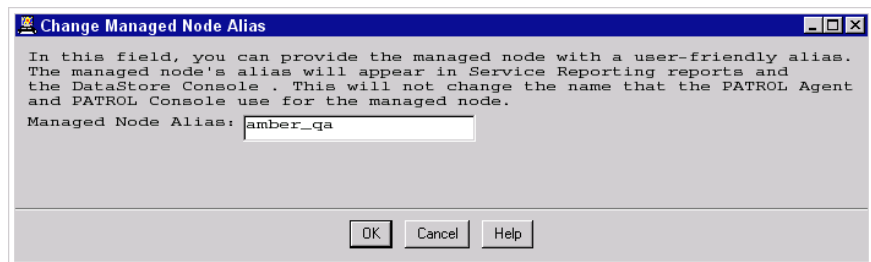 Change Managed Node Alias
In this field, you can provide the managed node with a user-friendly alias.
The managed node's alias will appear in Service Reporting reports and
the DataStore Console . This will not change the name that the PATROL Agent
and PATROL Console use for the managed node.
Managed Node Alias: amber_qa
OK Cancel Help